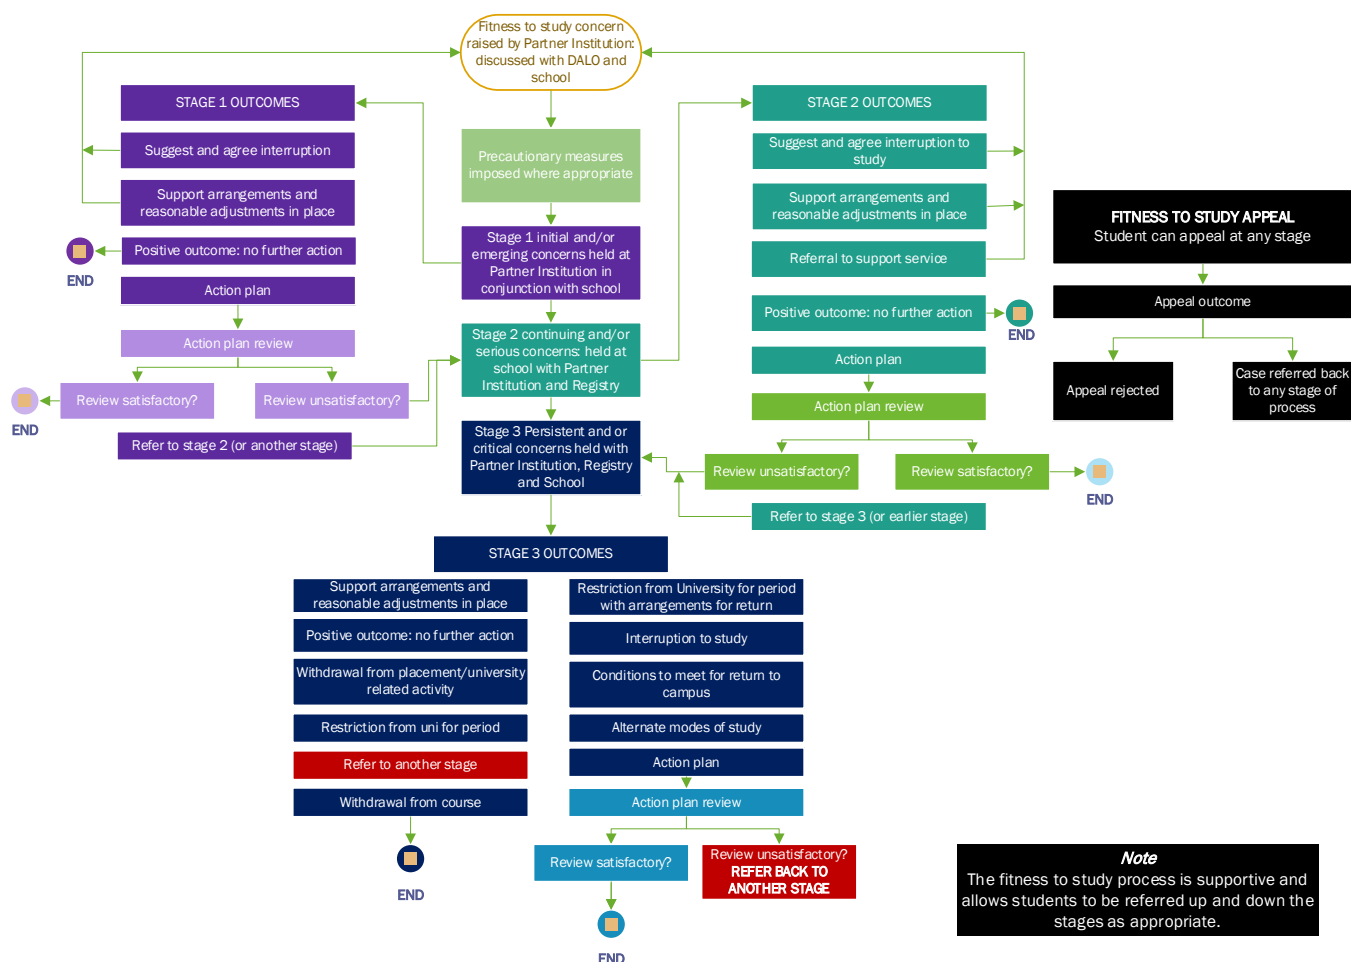 Fitness to study concern
raised by Partner Institution:
discussed with DALO and
school
STAGE 1 OUTCOMES
Suggest and agree interruption
Support arrangements and
reasonable adjustments in place
Positive outcome: no further action
END
Action plan
Action plan review
Review satisfactory?
Review unsatisfactory?
END
Refer to stage 2 (or another stage)
Precautionary measures
imposed where appropriate
Stage 1 initial and/or
emerging concerns held at
Partner Institution in
conjunction with school
Stage 2 continuing and/or
serious concerns: held at
school with Partner
Institution and Registry
Stage 3 Persistent and or
critical concerns held with
Partner Institution, Registry
and School
STAGE 2 OUTCOMES
Suggest and agree interruption to
study
Support arrangements and
reasonable adjustments in place
Referral to support service
Positive outcome: no further action
END
Action plan
Action plan review
Review unsatisfactory?
Review satisfactory?
END
Refer to stage 3 (or earlier stage)
FITNESS TO STUDY APPEAL
Student can appeal at any stage
Appeal outcome
Appeal rejected
Case referred back
to any stage of
process
STAGE 3 OUTCOMES
Support arrangements and
reasonable adjustments in place
Positive outcome: no further action
Withdrawal from placement/university
related activity
Restriction from uni for period
Refer to another stage
Withdrawal from course
END
Restriction from University for period
with arrangements for return
Interruption to study
Conditions to meet for return to
campus
Alternate modes of study
Action plan
Action plan review
Review satisfactory?
Review unsatisfactory?
REFER BACK TO
ANOTHER STAGE
END
Note
The fitness to study process is supportive and
allows students to be referred up and down the
stages as appropriate.